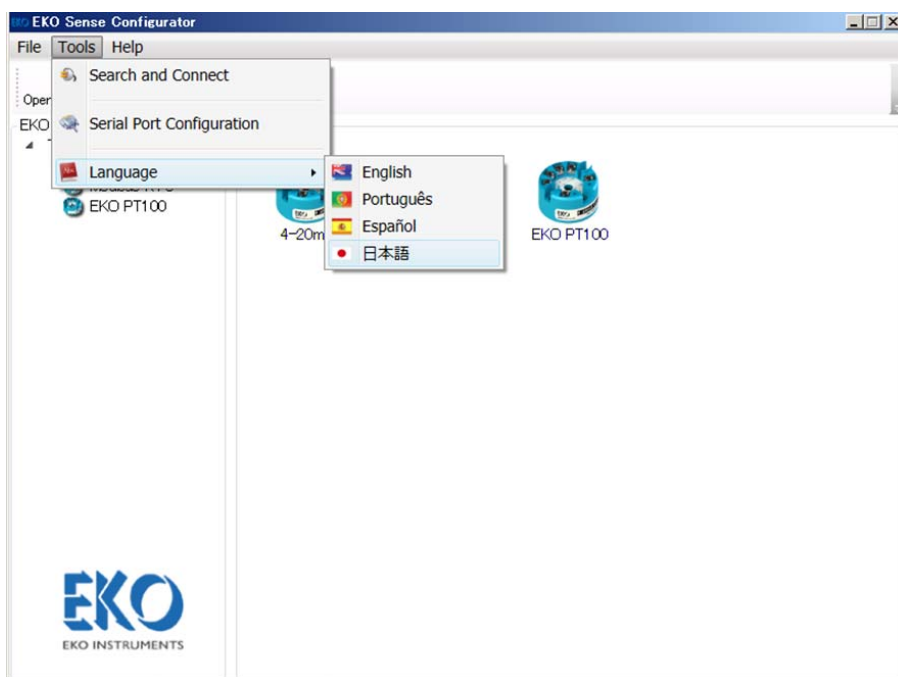 EKO Sense Configurator
File Tools Help
Search and Connect
Oper
EKO
Serial Port Configuration
Language
English
Português
Español
日本語
EKO PT100
4-20m
EKO PT100
EKO
EKO INSTRUMENTS